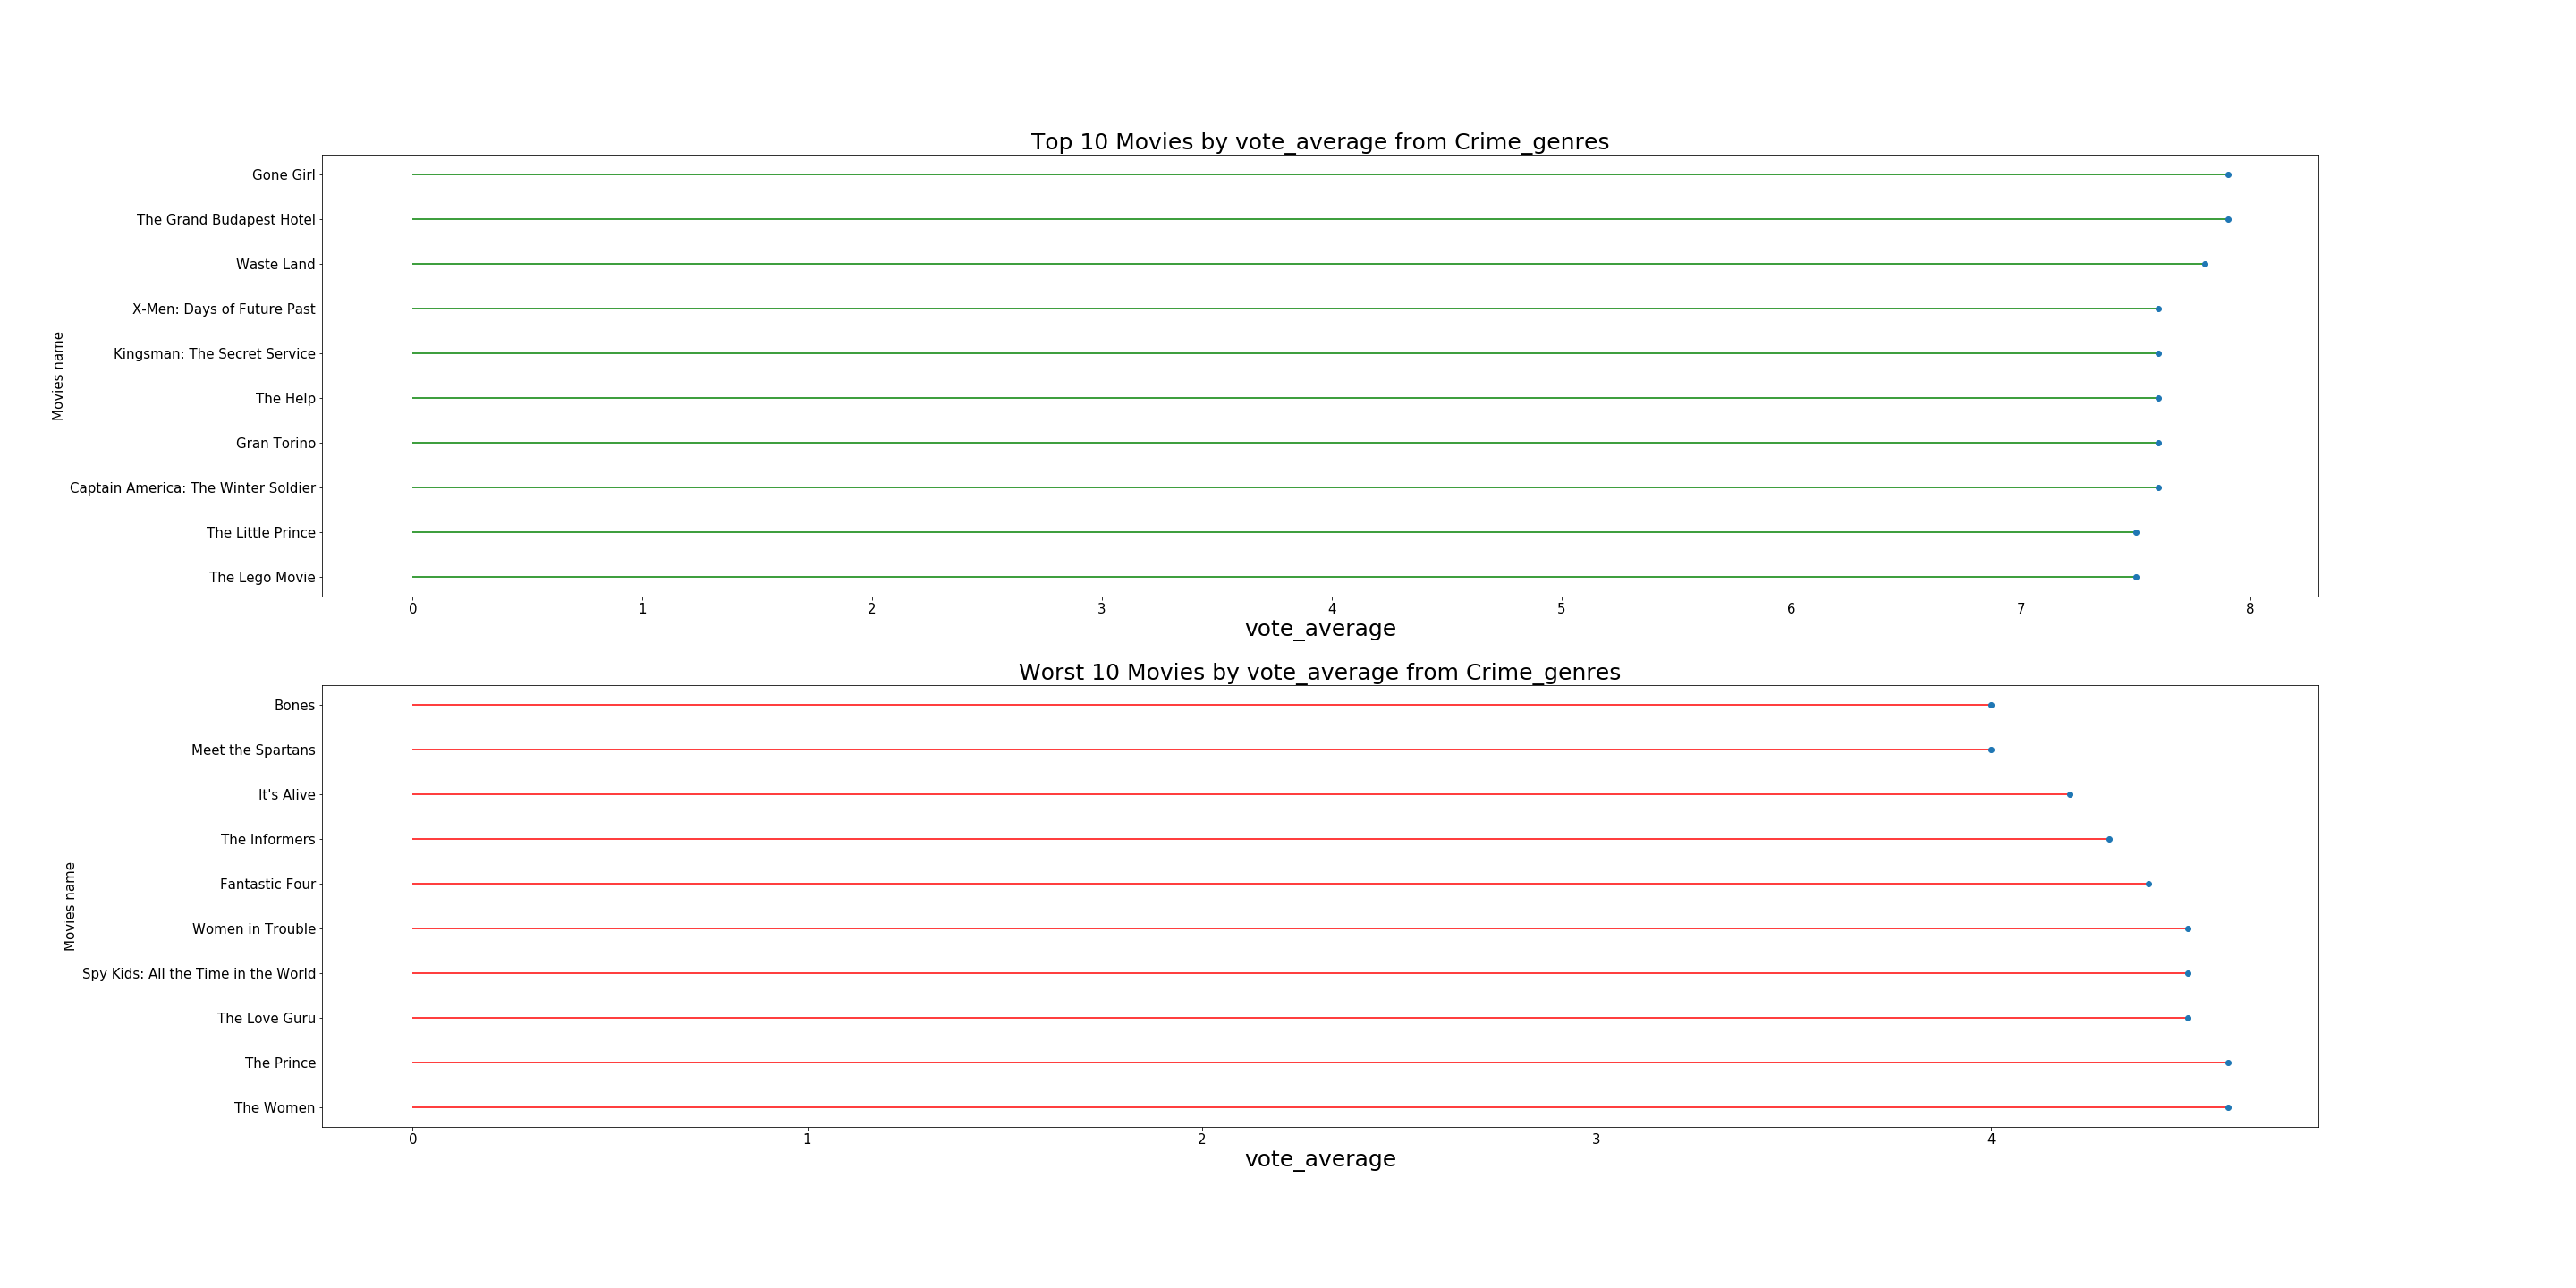 Top 10 Movies by vote_average from Crime_genres
Movies name
Gone Girl
The Grand Budapest Hotel
Waste Land
X-Men: Days of Future Past
Kingsman: The Secret Service
The Help
Gran Torino
Captain America: The Winter Soldier
The Little Prince
The Lego Movie
0 1 2 3 4 5 6 7 8
vote_average
Worst 10 Movies by vote_average from Crime_genres
Movies name
Bones
Meet the Spartans
It's Alive
The Informers
Fantastic Four
Women in Trouble
Spy Kids: All the Time in the World
The Love Guru
The Prince
The Women
0 1 2 3 4
vote_average